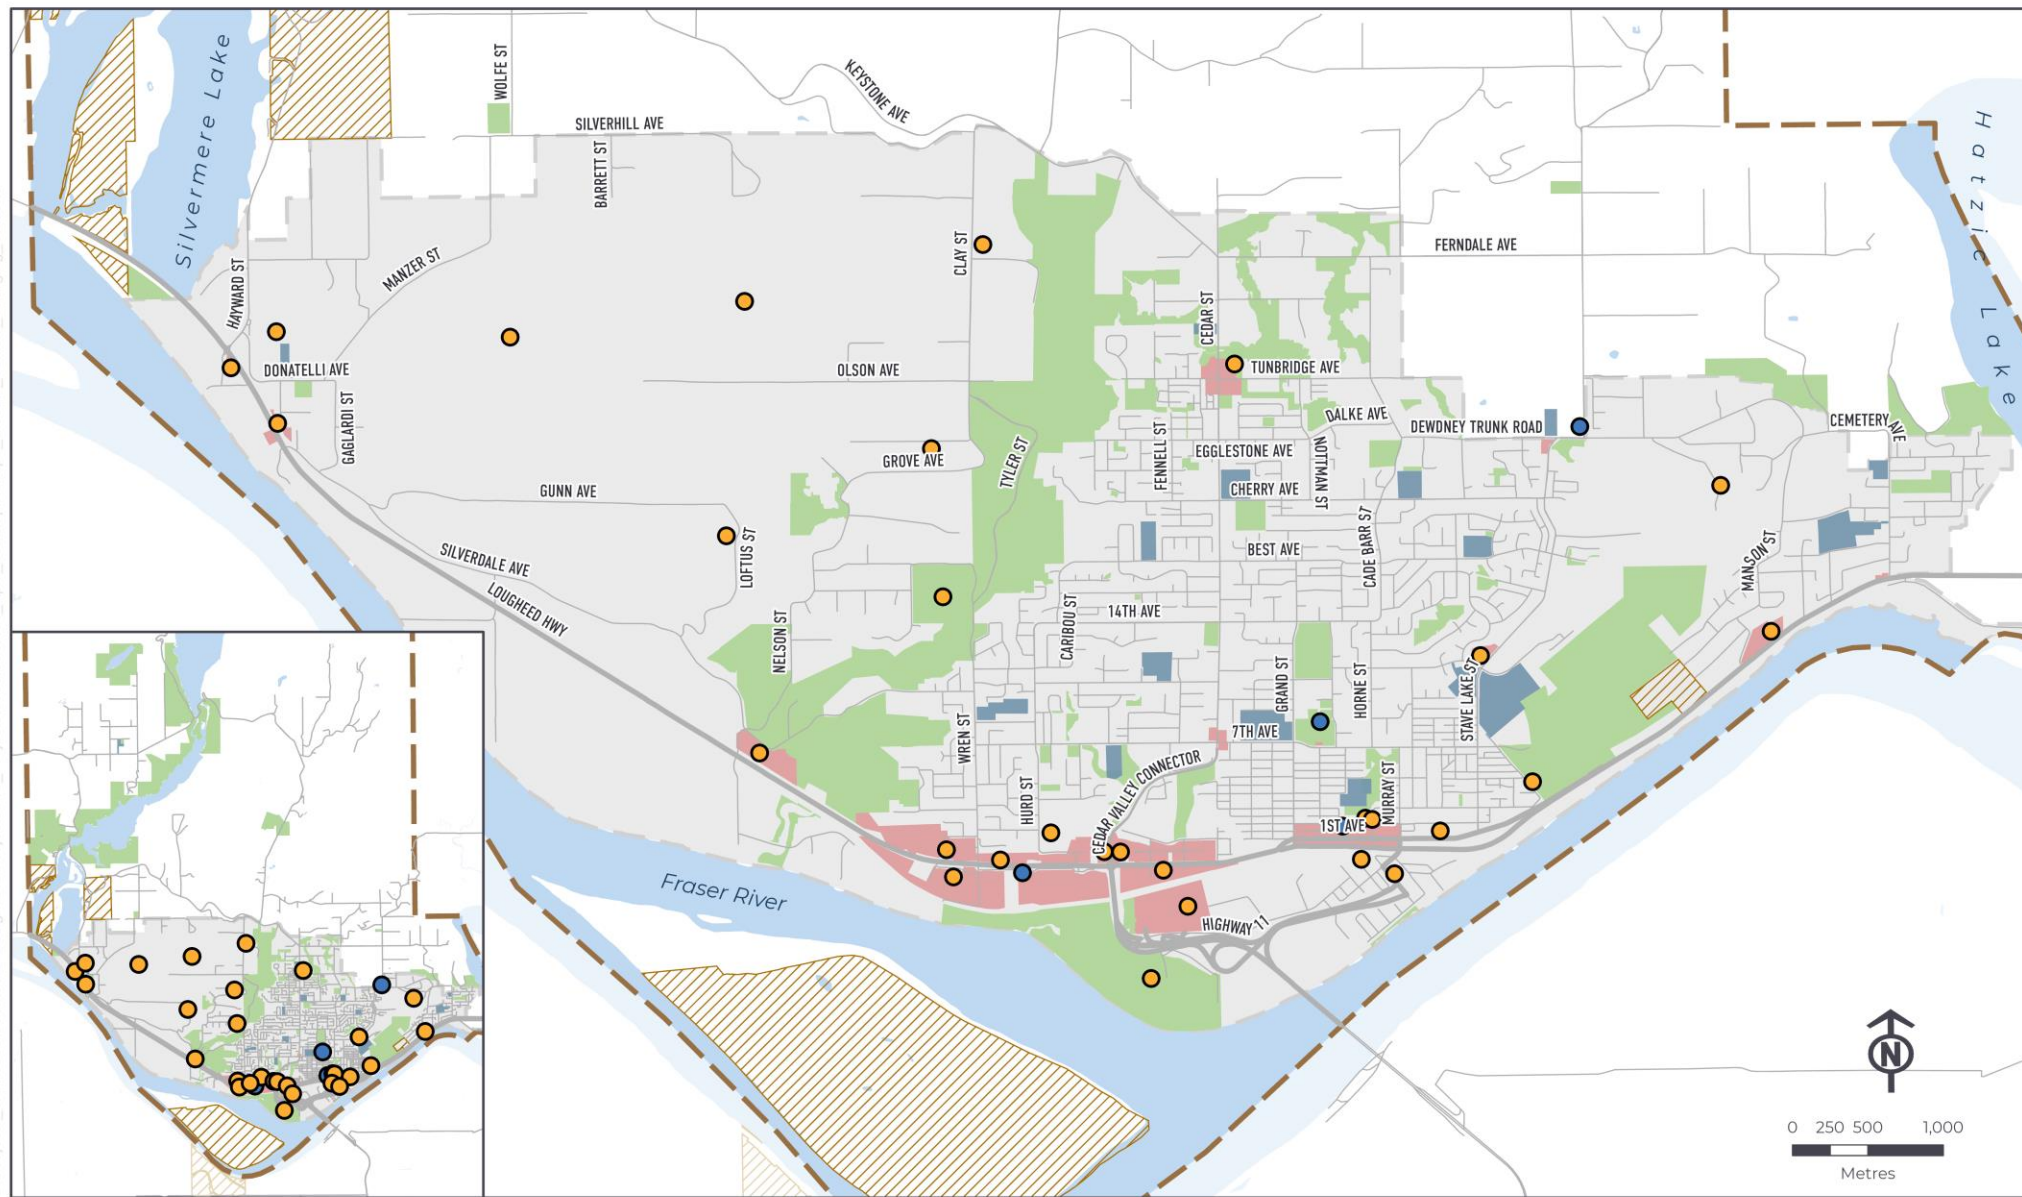 Silvermere Lake
WOLFE ST
KEYSTONE AVE
SILVERHILL AVE
BARRETT ST
Hatzic Lake
MANZER ST
HAYWARD ST
CLAY ST
FERNDALE AVE
CEDAR ST
DONATELLI AVE
OLSON AVE
TUNBRIDGE AVE
GAGLARDI ST
DALKE AVE
DEWDNEY TRUNK ROAD
CEMETERY AVE
GROVE AVE
TYLER ST
FENNELL ST
EGGLESTONE AVE
NOTTMAN ST
GUNN AVE
CHERRY AVE
SILVERDALE AVE
LOFTUS ST
BEST AVE
CADE BARR ST
MANSON ST
LOUGHEED HWY
NELSON ST
CARIBOU ST
14TH AVE
GRAND ST
HORNE ST
STAVE LAKE ST
WREN ST
7TH AVE
HURD ST
CEDAR VALLEY CONNECTOR
MURRAY ST
1ST AVE
Fraser River
HIGHWAY 11
N
0 250 500 1,000
Metres